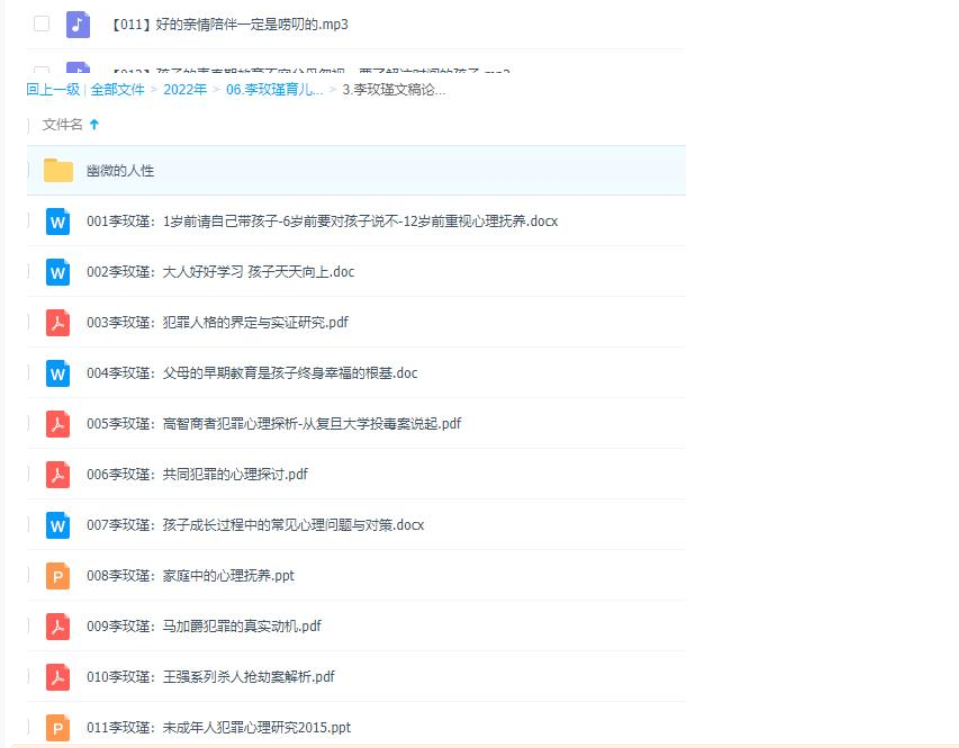 【011】好的亲情陪伴一定是唠叨的.mp3
回上一级 | 全部文件 > 2022年 > 06.李玫瑾育儿... > 3.李玫瑾文稿论...
文件名
幽微的人性
001李玫瑾：1岁前请自己带孩子-6岁前要对孩子说不-12岁前重视心理抚养.docx
002李玫瑾：大人好好学习 孩子天天向上.doc
003李玫瑾：犯罪人格的界定与实证研究.pdf
004李玫瑾：父母的早期教育是孩子终身幸福的根基.doc
005李玫瑾：高智商者犯罪心理探析-从复旦大学投毒案说起.pdf
006李玫瑾：共同犯罪的心理探讨.pdf
007李玫瑾：孩子成长过程中的常见心理问题与对策.docx
008李玫瑾：家庭中的心理抚养.ppt
009李玫瑾：马加爵犯罪的真实动机.pdf
010李玫瑾：王强系列杀人抢劫案解析.pdf
011李玫瑾：未成年人犯罪心理研究2015.ppt